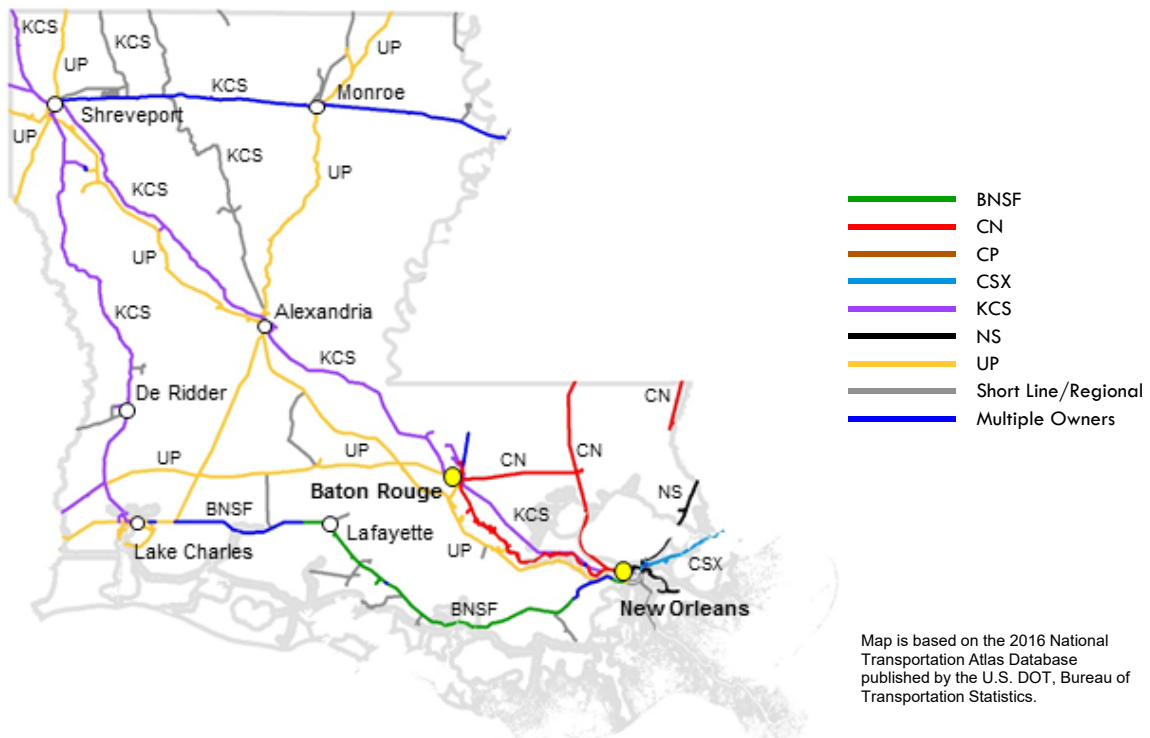 KCS
KCS
UP
UP
KCS
Monroe
Shreveport
UP
KCS
UP
KCS
UP
Alexandria
KCS
KCS
De Ridder
CN
UP
UP
CN
CN
Baton Rouge
NS
BNSF
KCS
Lafayette
Lake Charles
UP
CSX
BNSF
New Orleans
BNSF
CN
CP
CSX
KCS
NS
UP
Short Line/Regional
Multiple Owners
Map is based on the 2016 National
Transportation Atlas Database
published by the U.S. DOT, Bureau of
Transportation Statistics.